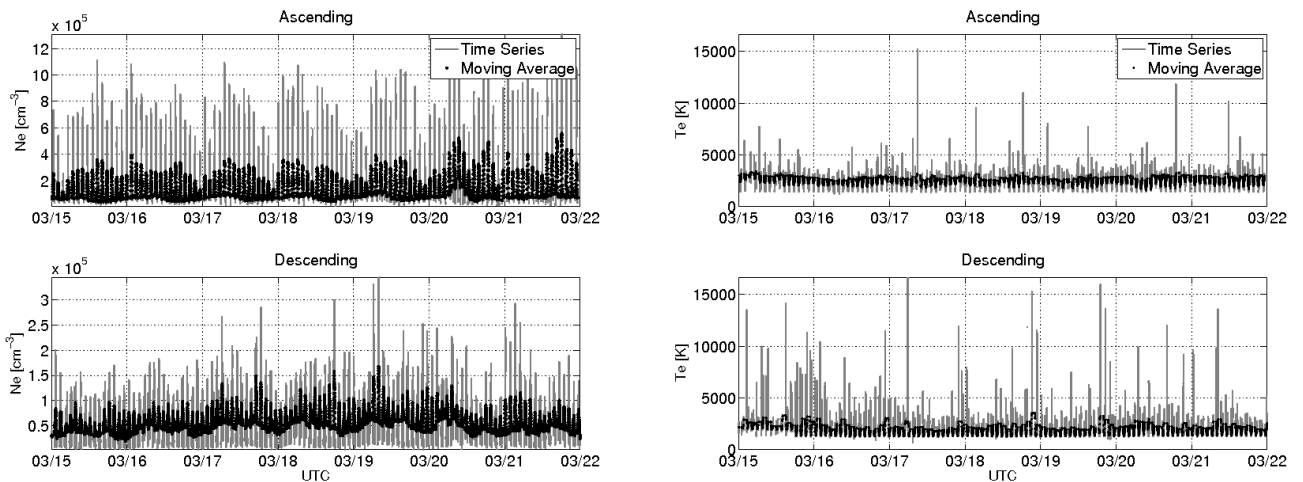 Ascending
x 10⁵
12
10
8
6
4
2
Ne [cm⁻³]
Time Series
Moving Average
03/15 03/16 03/17 03/18 03/19 03/20 03/21 03/22
Ascending
15000
10000
5000
0
Te [K]
Time Series
Moving Average
03/15 03/16 03/17 03/18 03/19 03/20 03/21 03/22
Descending
x 10⁵
3
2.5
2
1.5
1
0.5
Ne [cm⁻³]
03/15 03/16 03/17 03/18 03/19 03/20 03/21 03/22
UTC
Descending
15000
10000
5000
0
Te [K]
03/15 03/16 03/17 03/18 03/19 03/20 03/21 03/22
UTC